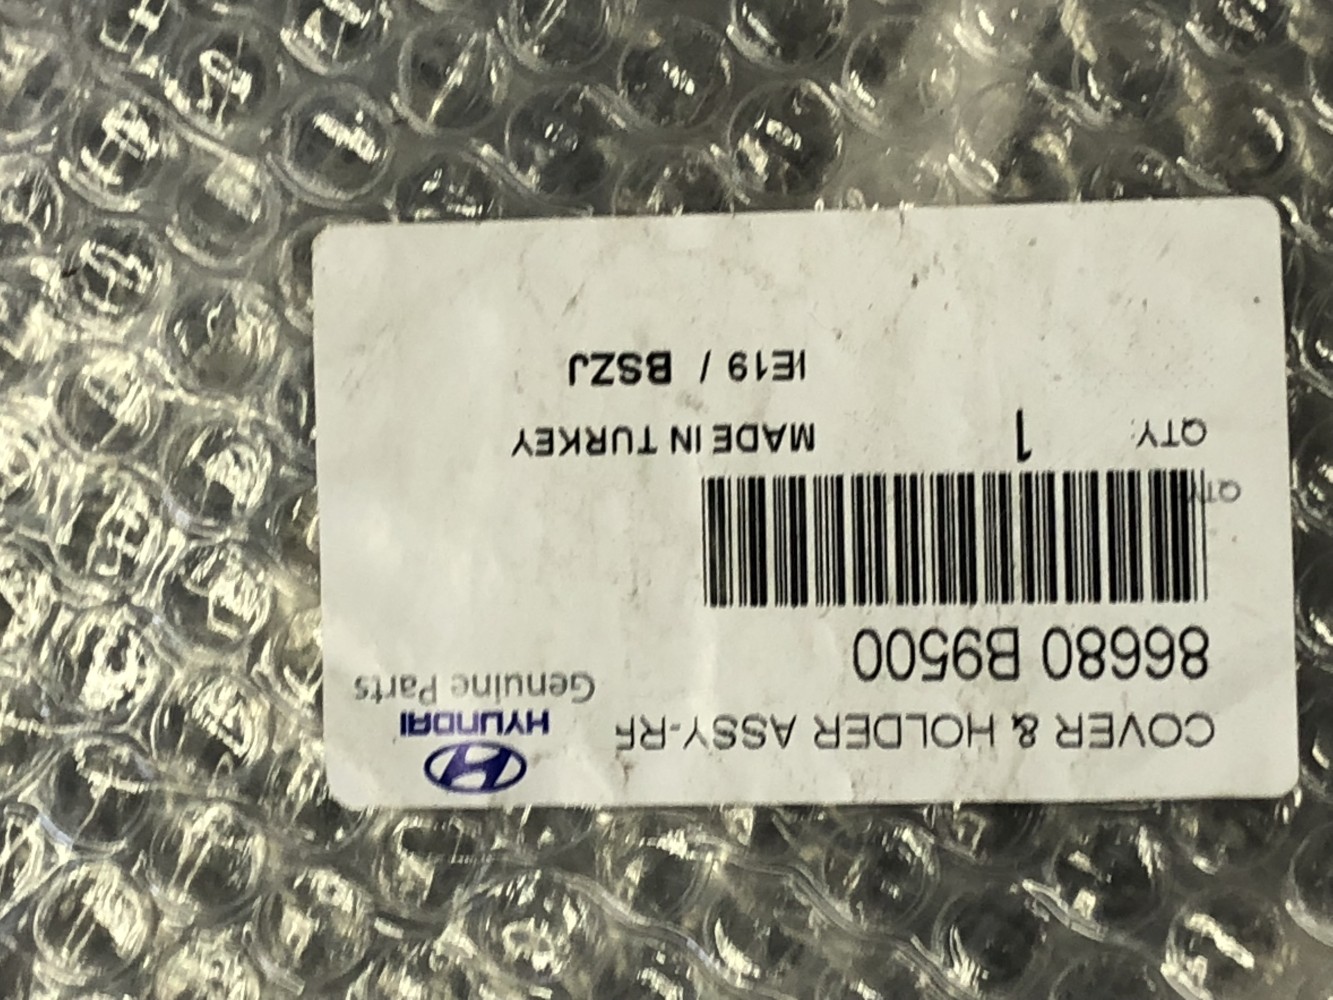 COVER & HOLDER ASSY-RF
HYUNDAI
Genuine Parts
86680 B9500
QTY
QTY. 1
MADE IN TURKEY
IE19 / BSZJ